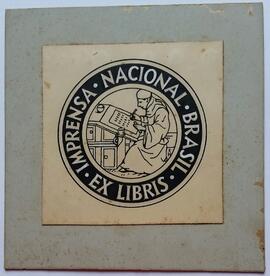 IMPRENSA · NACIONAL · BRASIL ·
EX LIBRIS ·